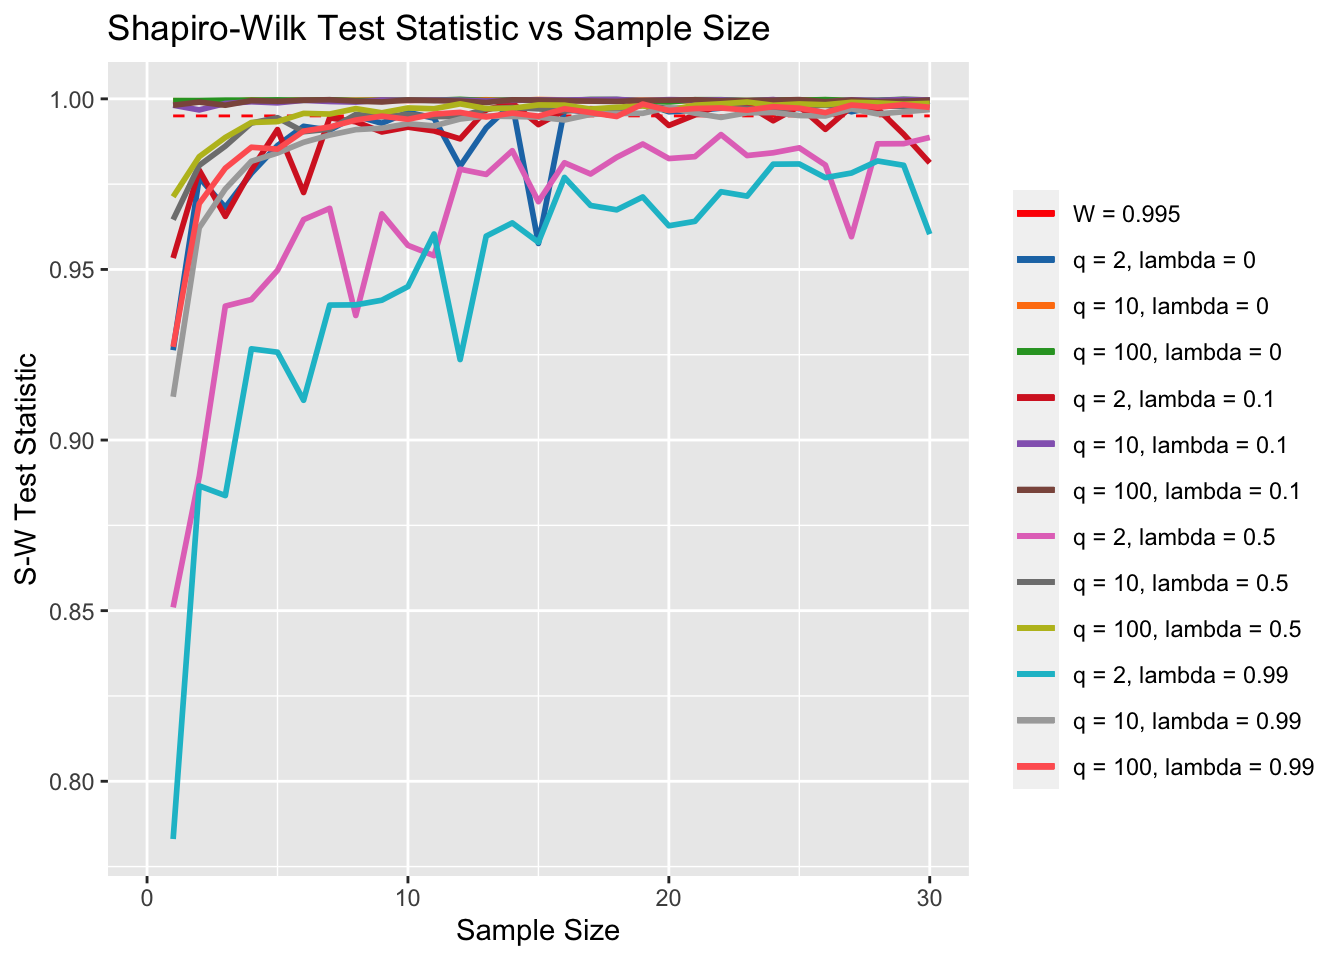 Shapiro-Wilk Test Statistic vs Sample Size
S-W Test Statistic
1.00
0.95
0.90
0.85
0.80
0
10
20
30
Sample Size
W = 0.995
q = 2, lambda = 0
q = 10, lambda = 0
q = 100, lambda = 0
q = 2, lambda = 0.1
q = 10, lambda = 0.1
q = 100, lambda = 0.1
q = 2, lambda = 0.5
q = 10, lambda = 0.5
q = 100, lambda = 0.5
q = 2, lambda = 0.99
q = 10, lambda = 0.99
q = 100, lambda = 0.99